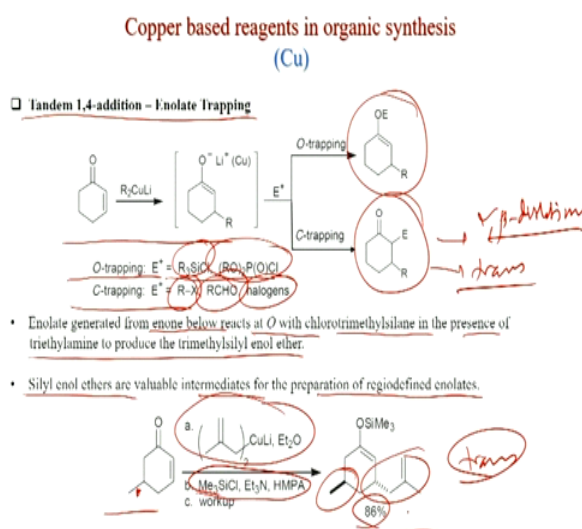 Copper based reagents in organic synthesis
(Cu)
Tandem 1,4-addition – Enolate Trapping
O
R₂CuLi
O⁻ Li⁺ (Cu)
R
E⁺
O-trapping
OE
R
C-trapping
O
E
R
trans
O-trapping: E⁺ = R₃SiCl, (RO)₂P(O)Cl
C-trapping: E⁺ = R-X, RCHO, halogens
• Enolate generated from enone below reacts at O with chlorotrimethylsilane in the presence of
triethylamine to produce the trimethylsilyl enol ether.
• Silyl enol ethers are valuable intermediates for the preparation of regiodefined enolates.
O
a. ( )₂CuLi, Et₂O
b. Me₃SiCl, Et₃N, HMPA
c. workup
OSiMe₃
86%
trans